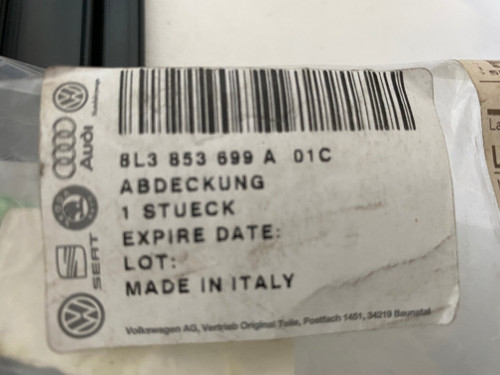 8L3 853 699 A 01C
ABDECKUNG
1 STUECK
EXPIRE DATE:
LOT:
MADE IN ITALY
Volkswagen AG, Vertrieb Original Teile, Postfach 1451, 34219 Baunatal
Audi
SEAT